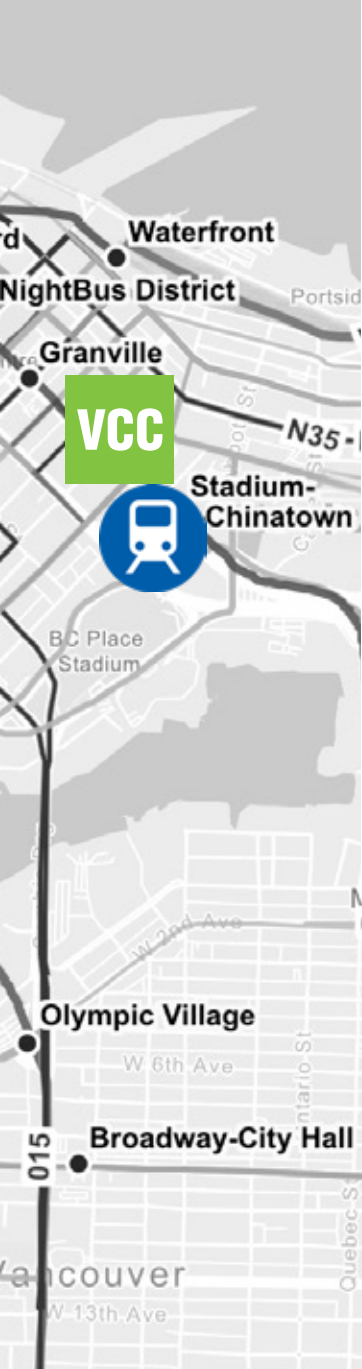 rd
Waterfront
NightBus District
Portsid
Granville
VCC
N35-
Stadium-
Chinatown
BC Place
Stadium
W 2nd Ave
M
Olympic Village
W 6th Ave
ntario St
015
Broadway-City Hall
Quebec St
Vancouver
W 13th Ave